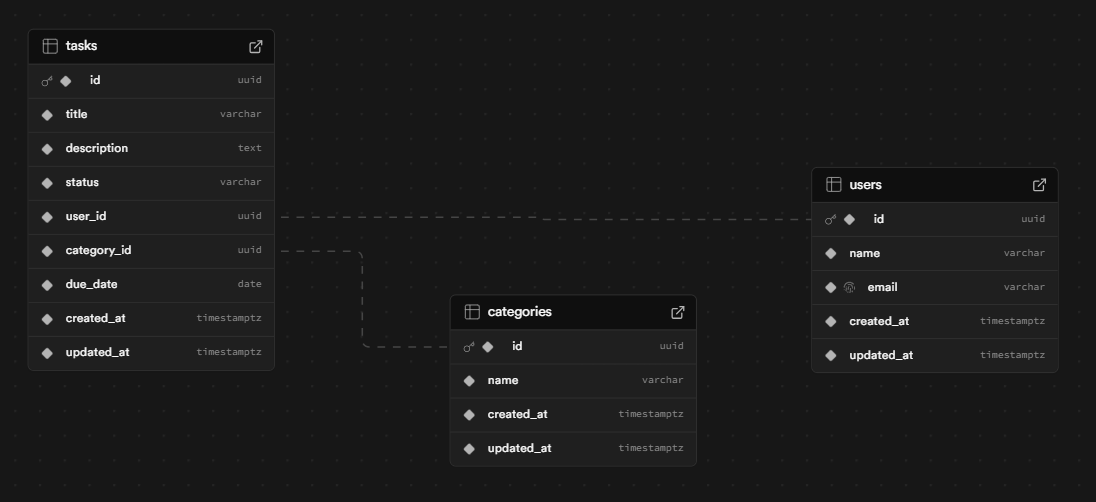 tasks
id uuid
title varchar
description text
status varchar
user_id uuid
category_id uuid
due_date date
created_at timestamptz
updated_at timestamptz
categories
id uuid
name varchar
created_at timestamptz
updated_at timestamptz
users
id uuid
name varchar
email varchar
created_at timestamptz
updated_at timestamptz